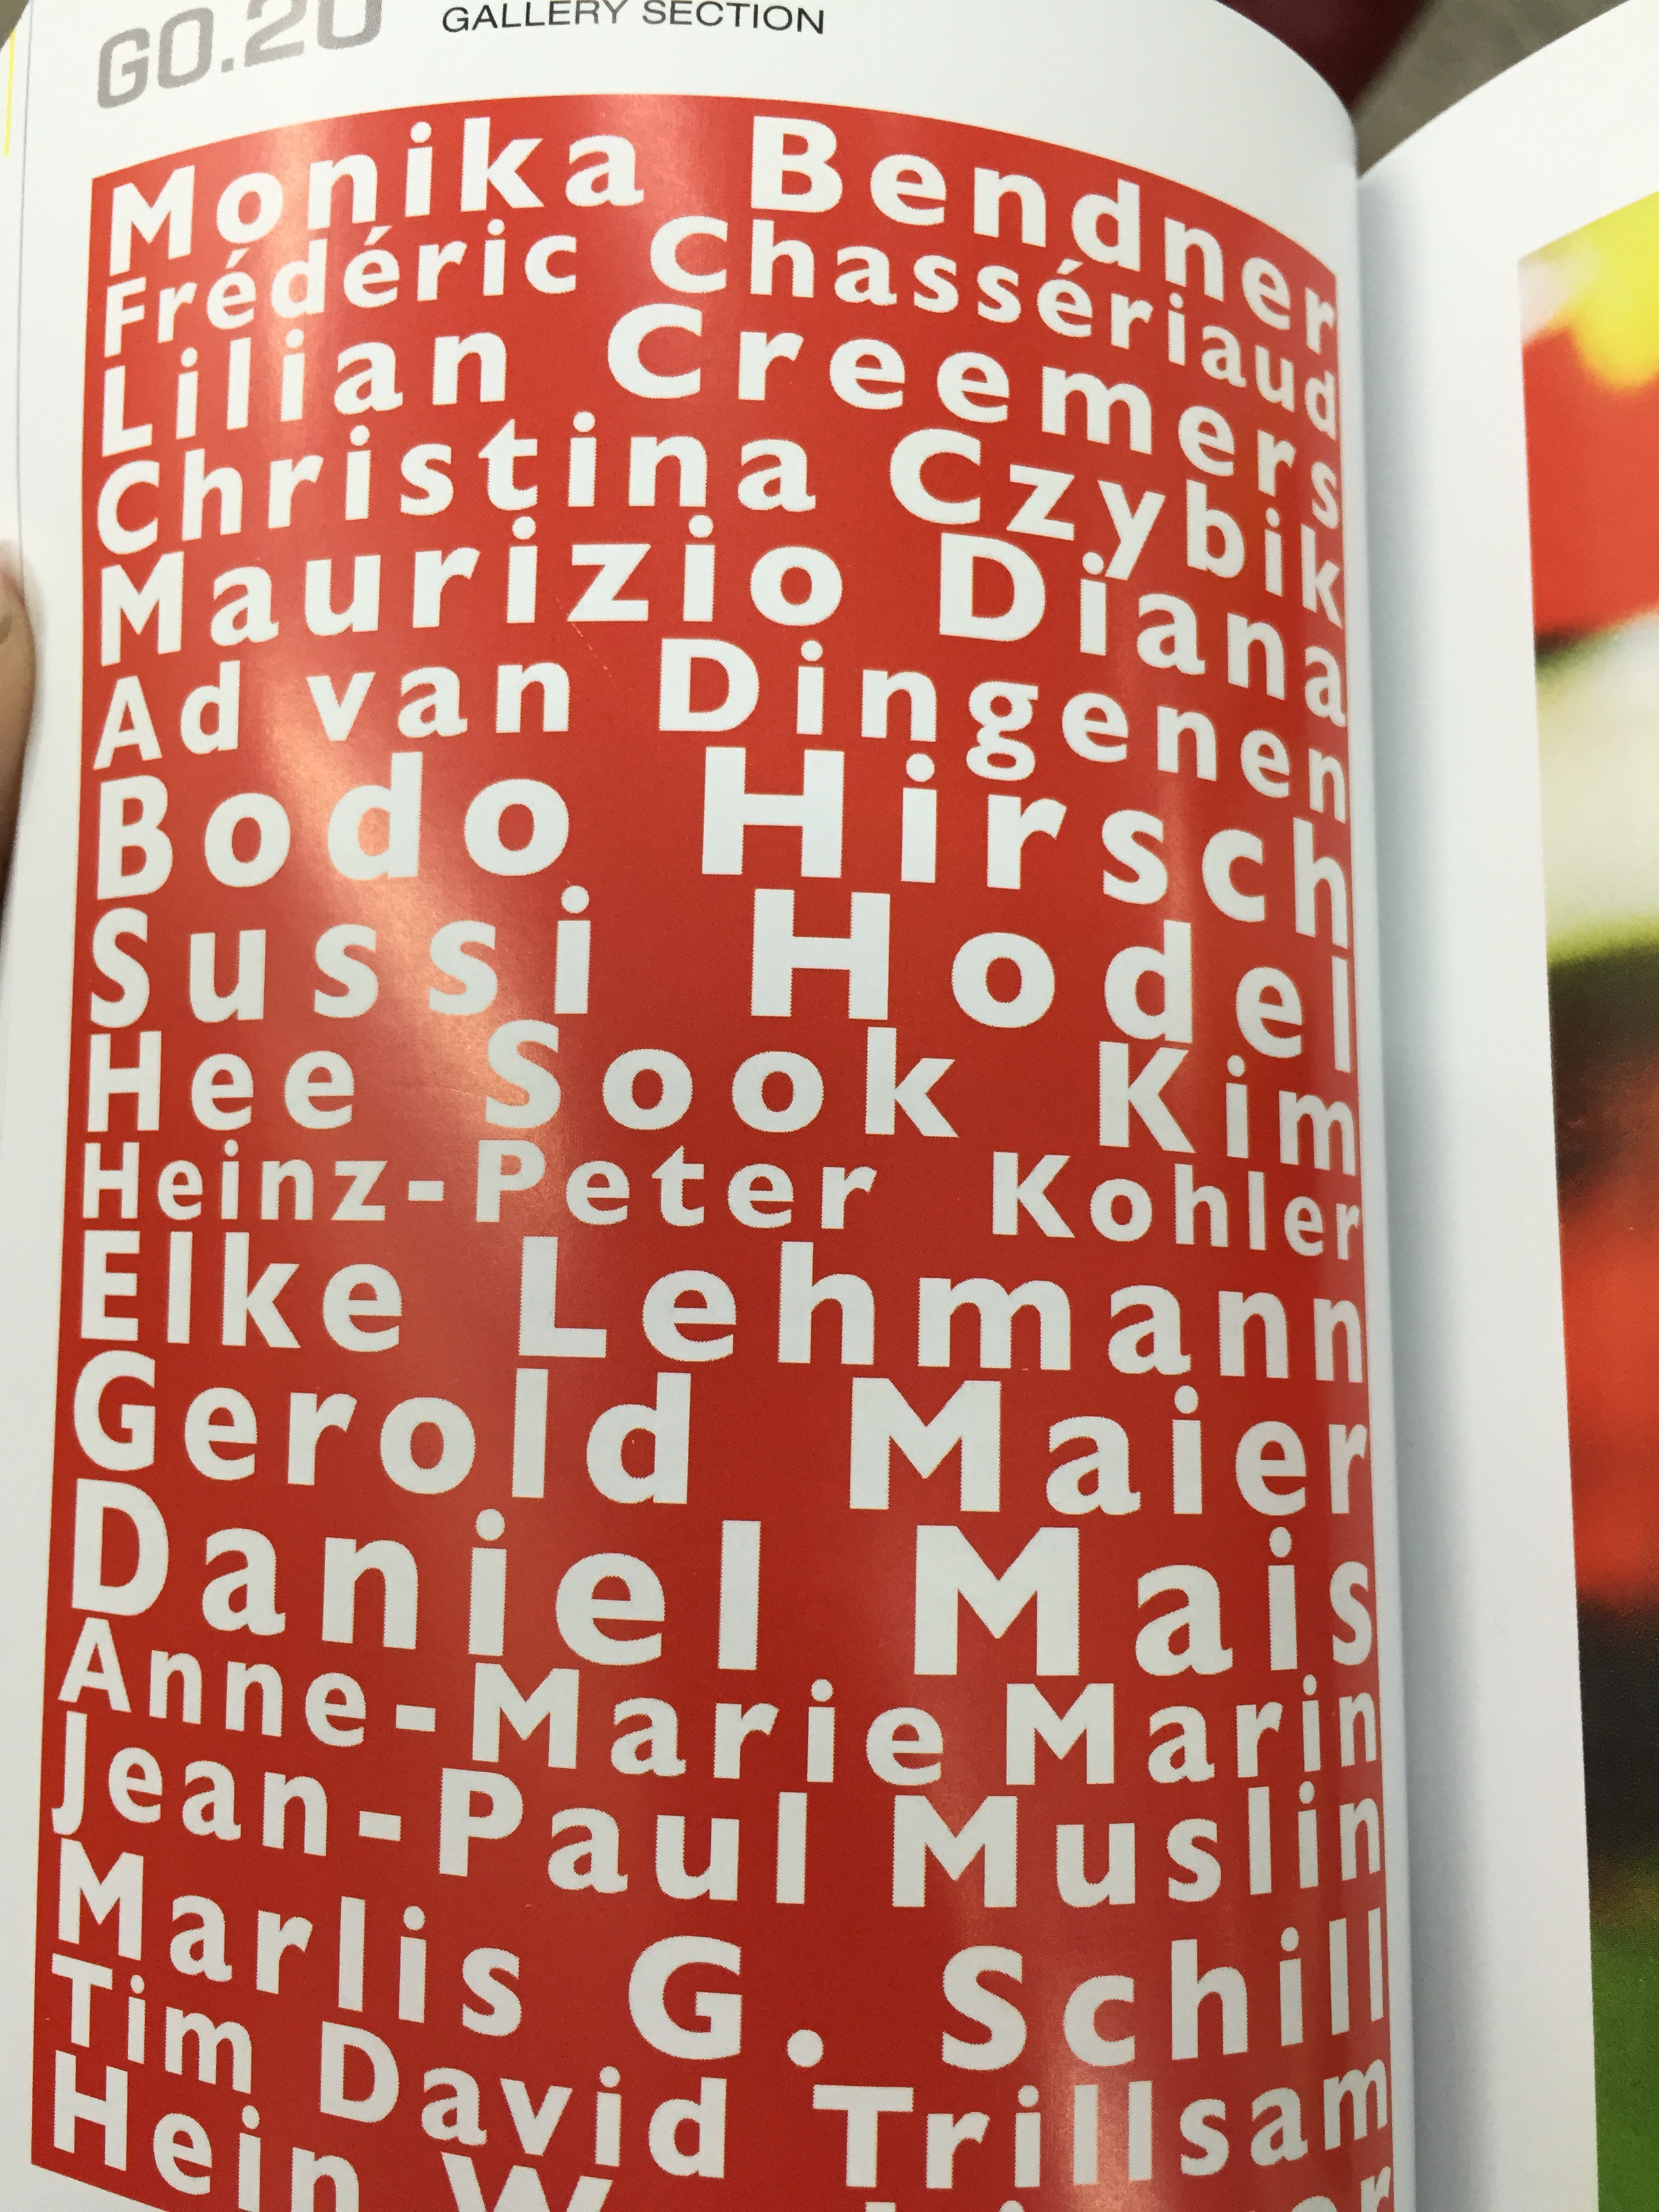 GO.20 GALLERY SECTION
Monika Bendner
Frédéric Chassériaud
Lilian Creemers
Christina Czybik
Maurizio Diana
Ad van Dingenen
Bodo Hirsch
Sussi Hodel
Hee Sook Kim
Heinz-Peter Kohler
Elke Lehmann
Gerold Maier
Daniel Mais
Anne-Marie Marin
Jean-Paul Muslin
Marlis G. Schill
Tim David Trillsam
Hein